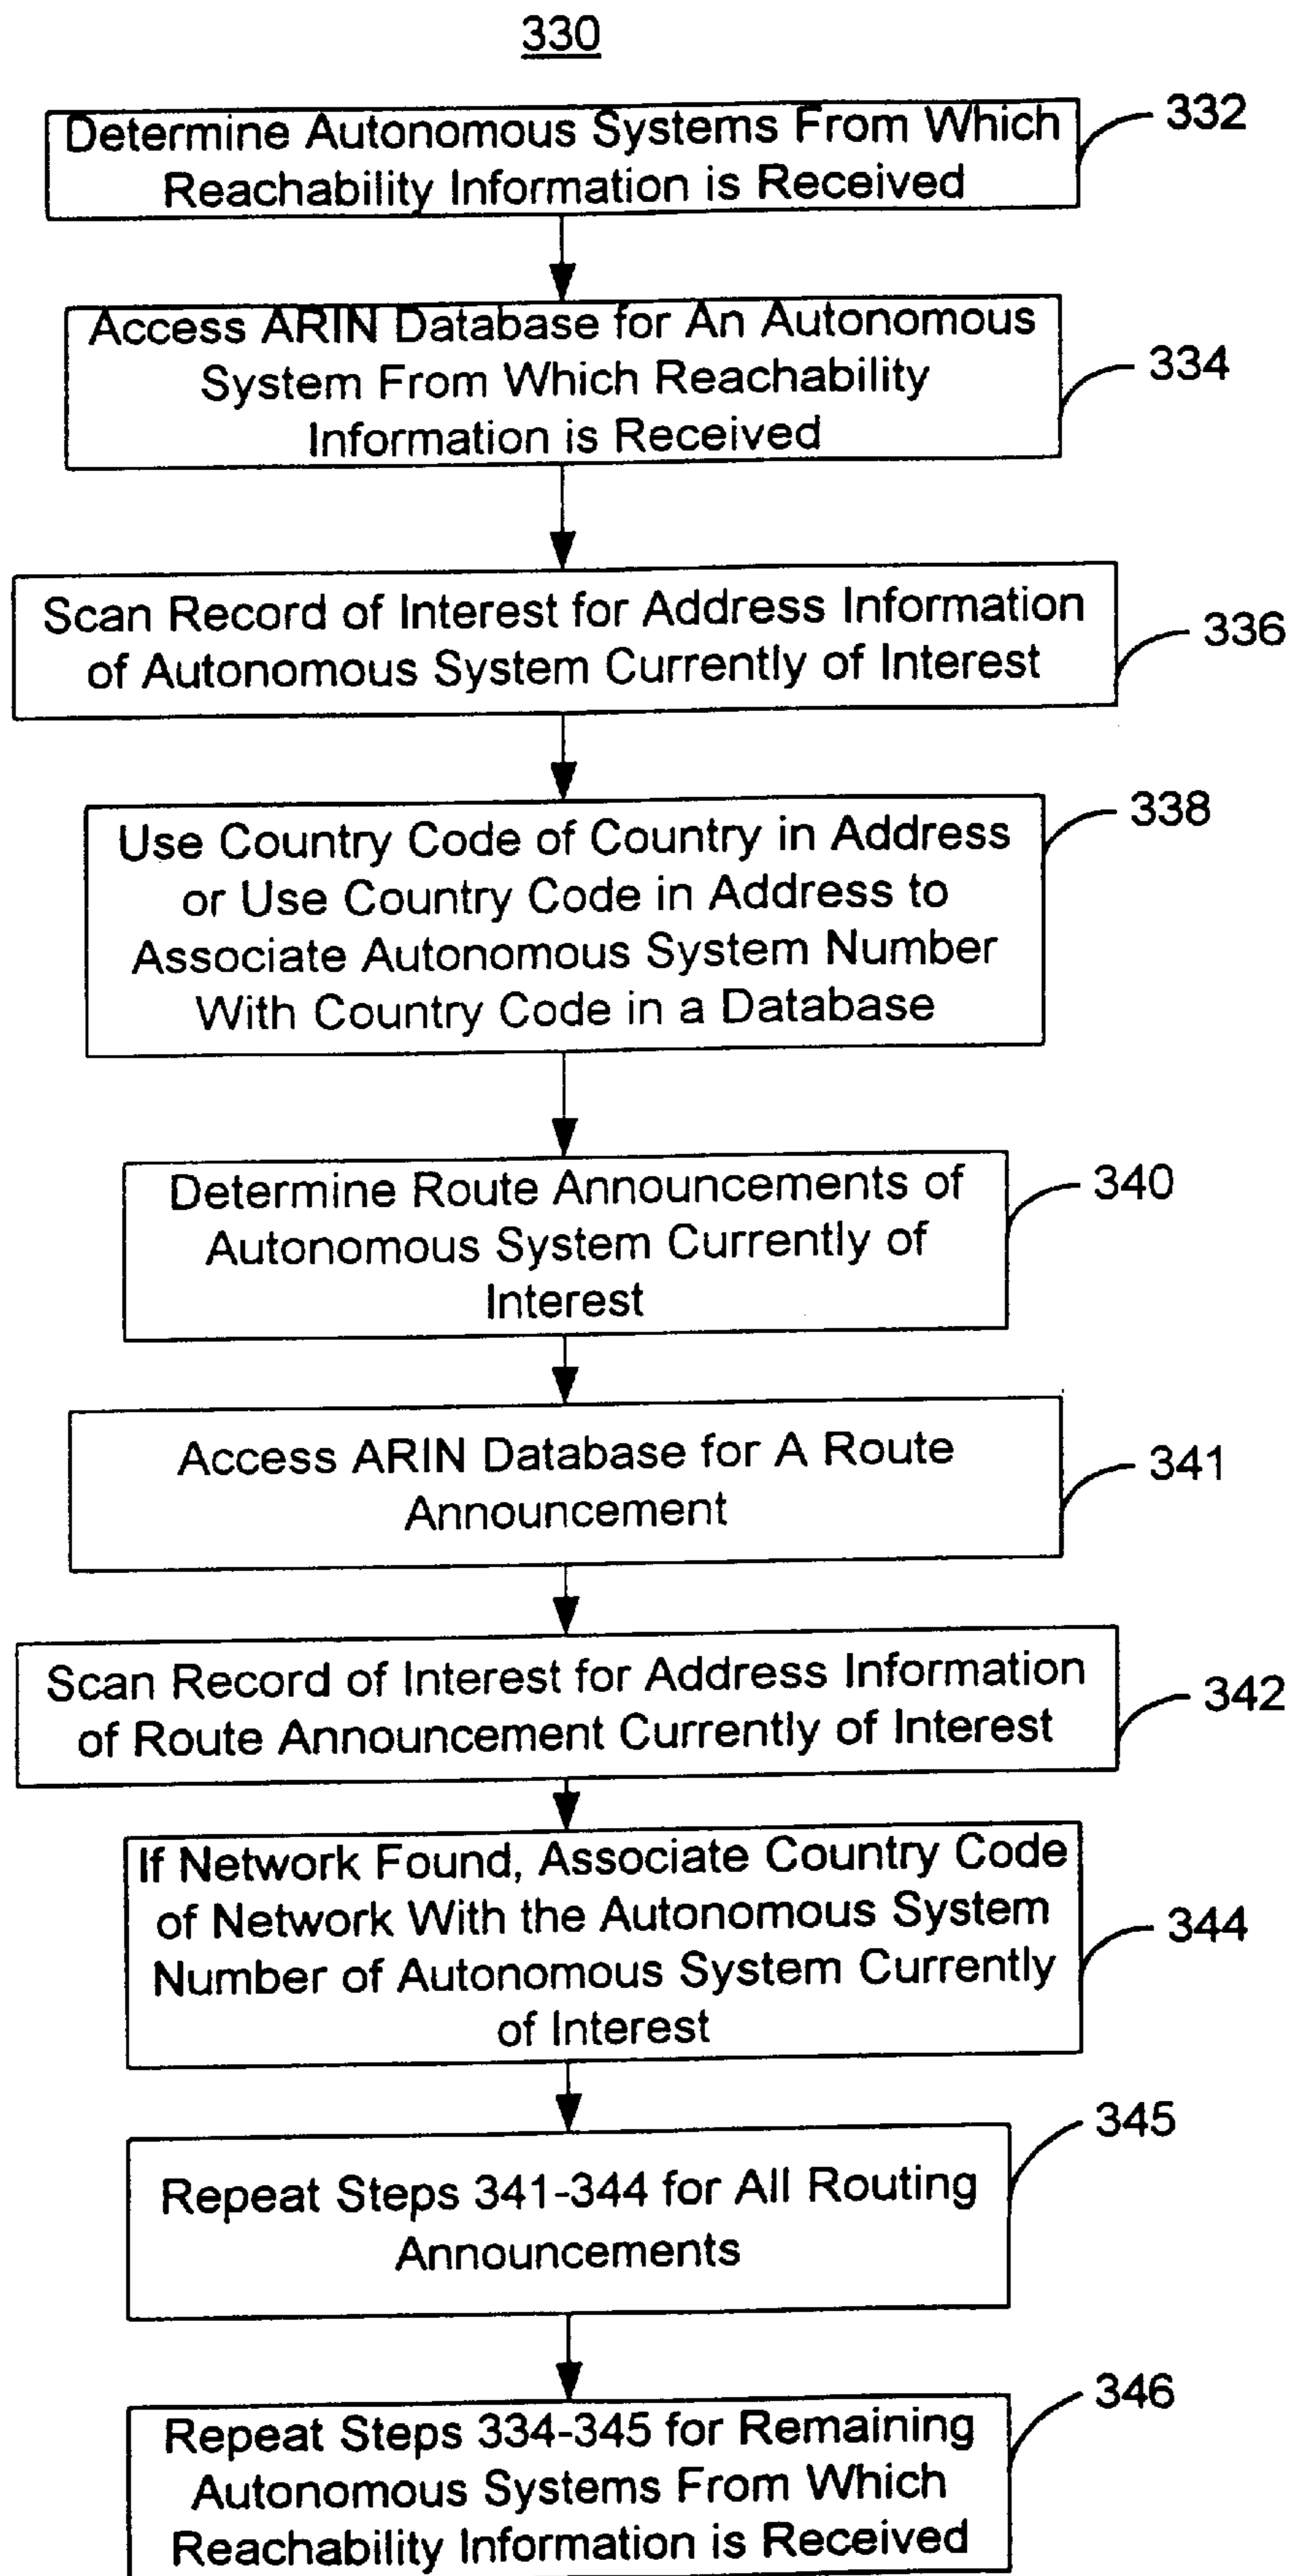 330
Determine Autonomous Systems From Which
Reachability Information is Received
332
Access ARIN Database for An Autonomous
System From Which Reachability
Information is Received
334
Scan Record of Interest for Address Information
of Autonomous System Currently of Interest
336
Use Country Code of Country in Address
or Use Country Code in Address to
Associate Autonomous System Number
With Country Code in a Database
338
Determine Route Announcements of
Autonomous System Currently of
Interest
340
Access ARIN Database for A Route
Announcement
341
Scan Record of Interest for Address Information
of Route Announcement Currently of Interest
342
If Network Found, Associate Country Code
of Network With the Autonomous System
Number of Autonomous System Currently
of Interest
344
Repeat Steps 341-344 for All Routing
Announcements
345
Repeat Steps 334-345 for Remaining
Autonomous Systems From Which
Reachability Information is Received
346